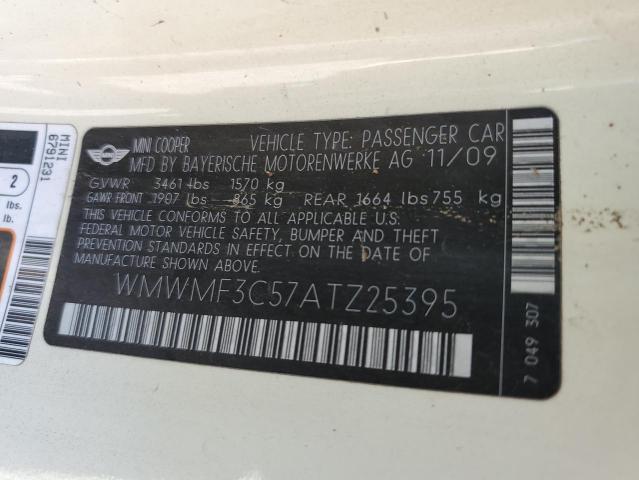 MINI
6791231
2
s.
lb.
MINI COOPER VEHICLE TYPE: PASSENGER CAR
MFD BY BAYERISCHE MOTORENWERKE AG 11/09
GVWR 3461 lbs 1570 kg
GAWR FRONT 1907 lbs 865 kg REAR 1664 lbs 755 kg
THIS VEHICLE CONFORMS TO ALL APPLICABLE U.S.
FEDERAL MOTOR VEHICLE SAFETY, BUMPER AND THEFT
PREVENTION STANDARDS IN EFFECT ON THE DATE OF
MANUFACTURE SHOWN ABOVE.
WMWMF3C57ATZ25395
7 049 307